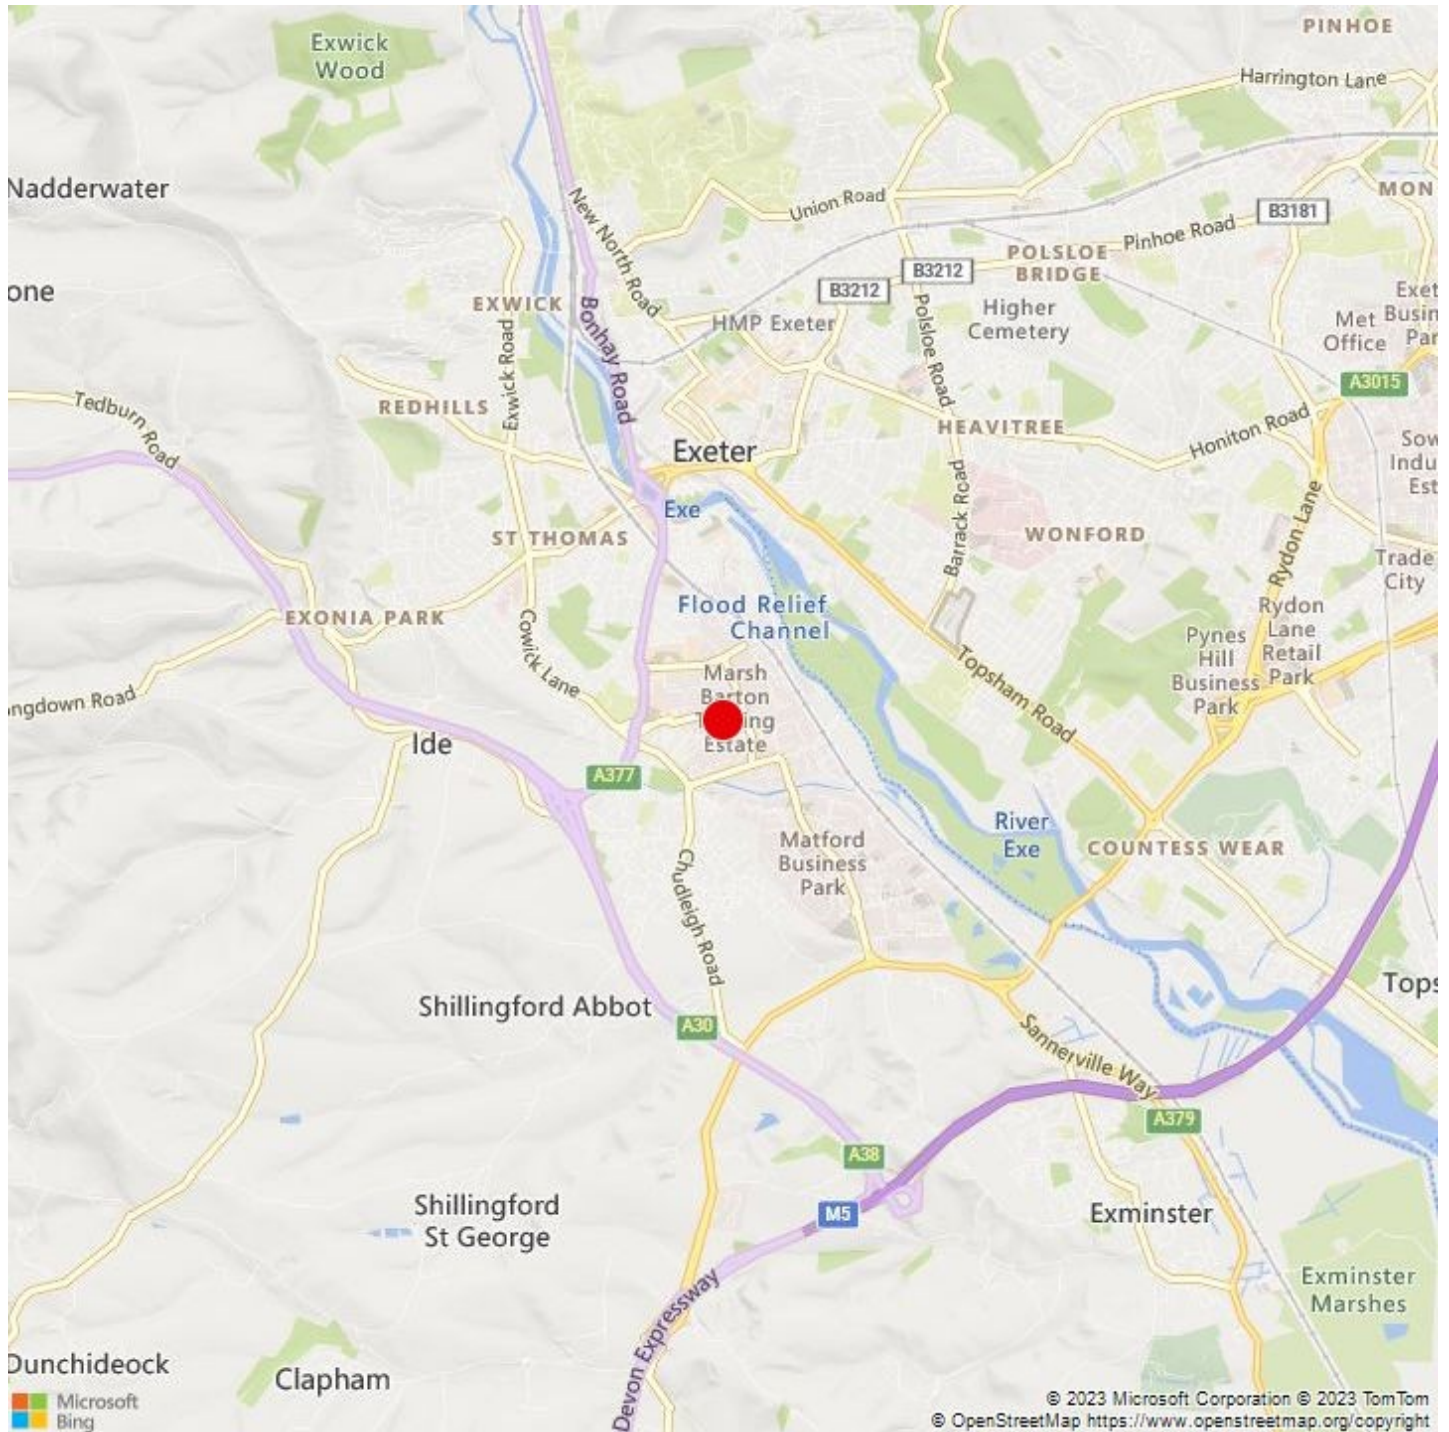 PINHOE
Exwick
Wood
Harrington Lane
Nadderwater
MON
Union Road
New North Road
B3181
Pinhoe Road
POLSLOE
BRIDGE
B3212
B3212
one
EXWICK
Bonhay Road
HMP Exeter
Higher
Cemetery
Exet
Busin
Par
Met
Office
Exwick Road
Polsloe Road
A3015
Tedburn Road
REDHILLS
HEAVITREE
Honiton Road
Exeter
Sow
Indu
Est
Barrack Road
Exe
ST THOMAS
WONFORD
Rydon Lane
Trade
City
EXONIA PARK
Flood Relief
Channel
Cowick Lane
Rydon
Lane
Retail
Park
Pynes
Hill
Business
Park
Topsham Road
Marsh
Barton
T ing
Estate
ngdown Road
Ide
A377
River
Exe
Matford
Business
Park
COUNTESS WEAR
Chudleigh Road
Tops
Shillingford Abbot
A30
Sannerville Way
A379
A38
Shillingford
St George
M5
Exminster
Exminster
Marshes
Devon Expressway
Dunchideock
Clapham
Microsoft
Bing
© 2023 Microsoft Corporation © 2023 TomTom
© OpenStreetMap https://www.openstreetmap.org/copyright